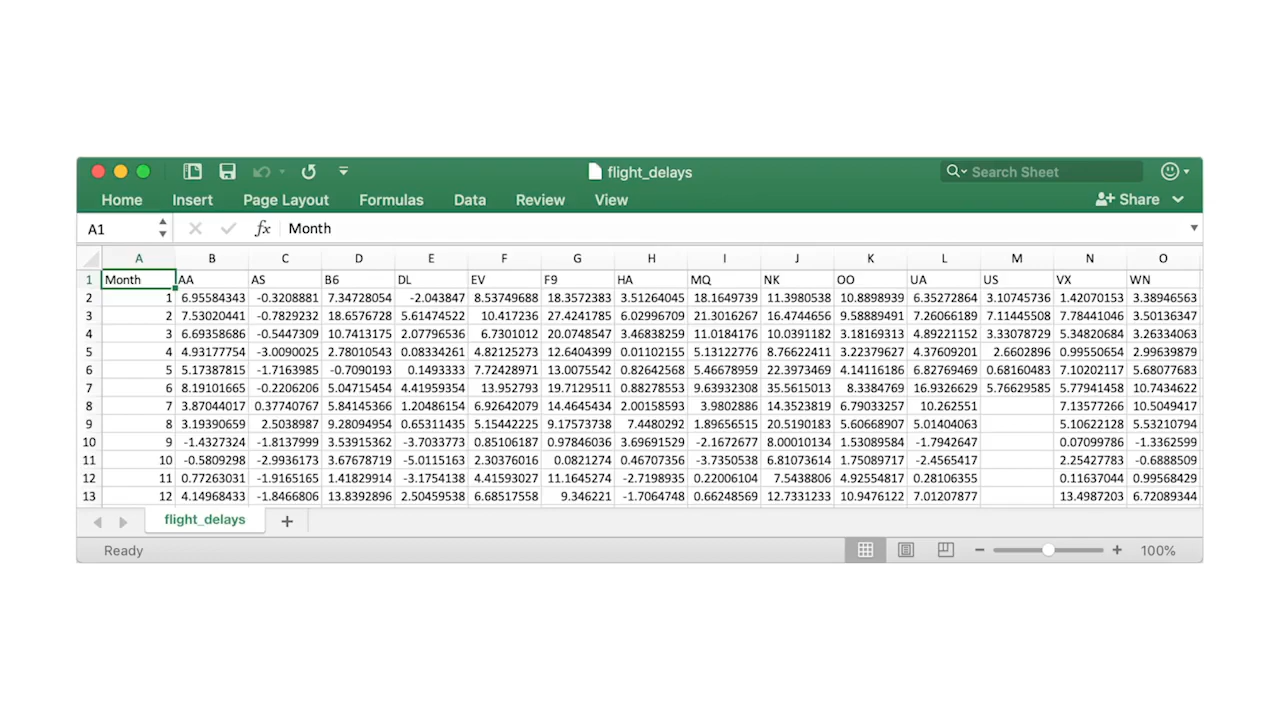 flight_delays
Search Sheet
Home Insert Page Layout Formulas Data Review View Share
A1 fx Month
A B C D E F G H I J K L M N O
1 Month AA AS B6 DL EV F9 HA MQ NK OO UA US VX WN
2 1 6.95584343 -0.3208881 7.34728054 -2.043847 8.53749688 18.3572383 3.51264045 18.1649739 11.3980538 10.8898939 6.35272864 3.10745736 1.42070153 3.38946563
3 2 7.53020441 -0.7829232 18.6576728 5.61474522 10.417236 27.4241785 6.02996709 21.3016267 16.4744656 9.58889491 7.26066189 7.11445508 7.78441046 3.50136347
4 3 6.69358686 -0.5447309 10.7413175 2.07796536 6.7301012 20.0748547 3.46838259 11.0184176 10.0391182 3.18169313 4.89221152 3.33078729 5.34820684 3.26334063
5 4 4.93177754 -3.0090025 2.78010543 0.08334261 4.82125273 12.6404399 0.01102155 5.13122776 8.76622411 3.22379627 4.37609201 2.6602896 0.99550654 2.99639879
6 5 5.17387815 -1.7163985 -0.7090193 0.1493333 7.72428971 13.0075542 0.82642568 5.46678959 22.3973469 4.14114186 6.82769469 0.68160483 7.10202117 5.68077683
7 6 8.19101665 -0.2206206 5.04715454 4.41959354 13.952793 19.7129511 0.88278553 9.63932308 35.5615013 8.3384769 16.9326629 5.76629585 5.77941458 10.7434622
8 7 3.87044017 0.37740767 5.84145366 1.20486154 6.92642079 14.4645434 2.00158593 3.9802886 14.3523819 6.79033257 10.262551 7.13577266 10.5049417
9 8 3.19390659 2.5038987 9.28094954 0.65311435 5.15442225 9.17573738 7.4480292 1.89656515 20.5190183 5.60668907 5.01404063 5.10622128 5.53210794
10 9 -1.4327324 -1.8137999 3.53915362 -3.7033773 0.85106187 0.97846036 3.69691529 -2.1672677 8.00010134 1.53089584 -1.7942647 0.07099786 -1.3362599
11 10 -0.5809298 -2.9936173 3.67678719 -5.0115163 2.30376016 0.0821274 0.46707356 -3.7350538 6.81073614 1.75089717 -2.4565417 2.25427783 -0.6888509
12 11 0.77263031 -1.9165165 1.41829914 -3.1754138 4.41593027 11.1645274 -2.7198935 0.22006104 7.5438806 4.92554817 0.28106355 0.11637044 0.99568429
13 12 4.14968433 -1.8466806 13.8392896 2.50459538 6.68517558 9.346221 -1.7064748 0.66248569 12.7331233 10.9476122 7.01207877 13.4987203 6.72089344
flight_delays +
Ready 100%